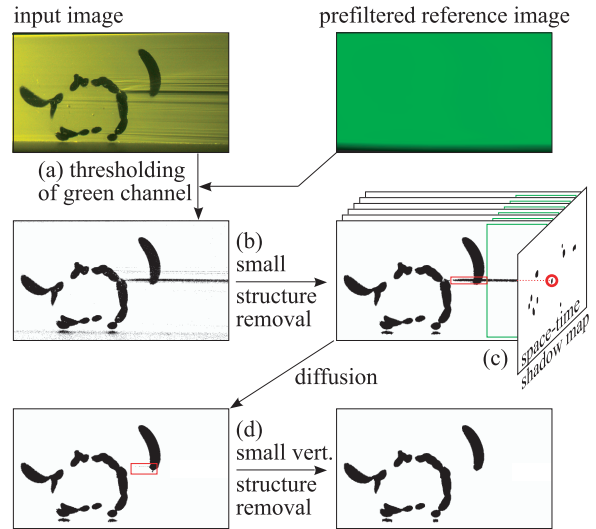 input image
prefiltered reference image
(a) thresholding
of green channel
(b)
small
structure
removal
(c)
space-time
shadow map
diffusion
(d)
small vert.
structure
removal